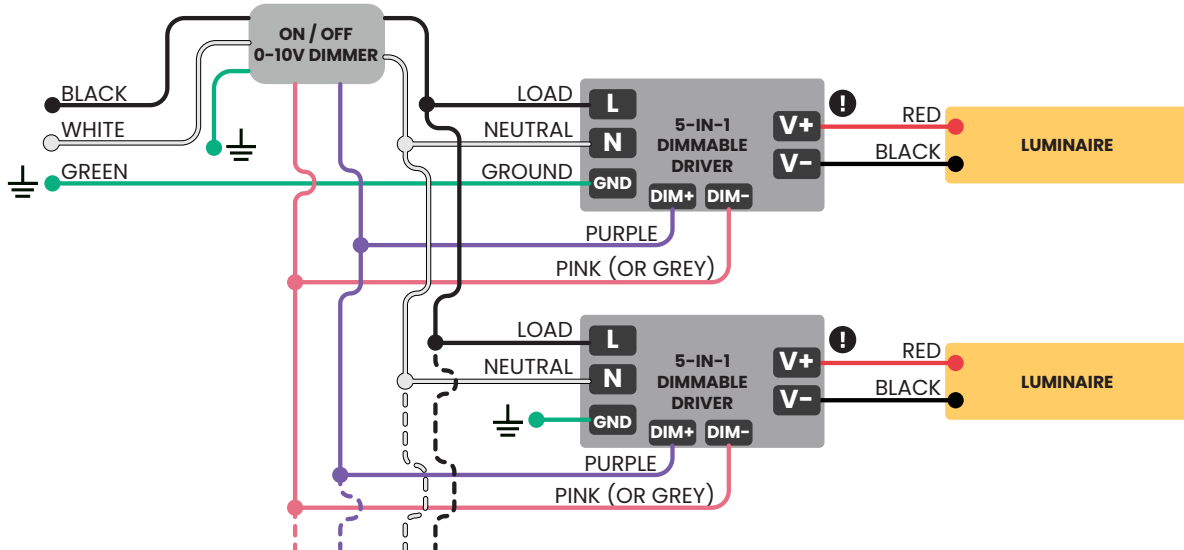 ON / OFF
0-10V DIMMER
BLACK
WHITE
GREEN
LOAD
NEUTRAL
GROUND
L
N
GND
5-IN-1
DIMMABLE
DRIVER
DIM+
DIM-
V+
V-
!
RED
BLACK
LUMINAIRE
PURPLE
PINK (OR GREY)
LOAD
NEUTRAL
L
N
GND
5-IN-1
DIMMABLE
DRIVER
DIM+
DIM-
V+
V-
!
RED
BLACK
LUMINAIRE
PURPLE
PINK (OR GREY)